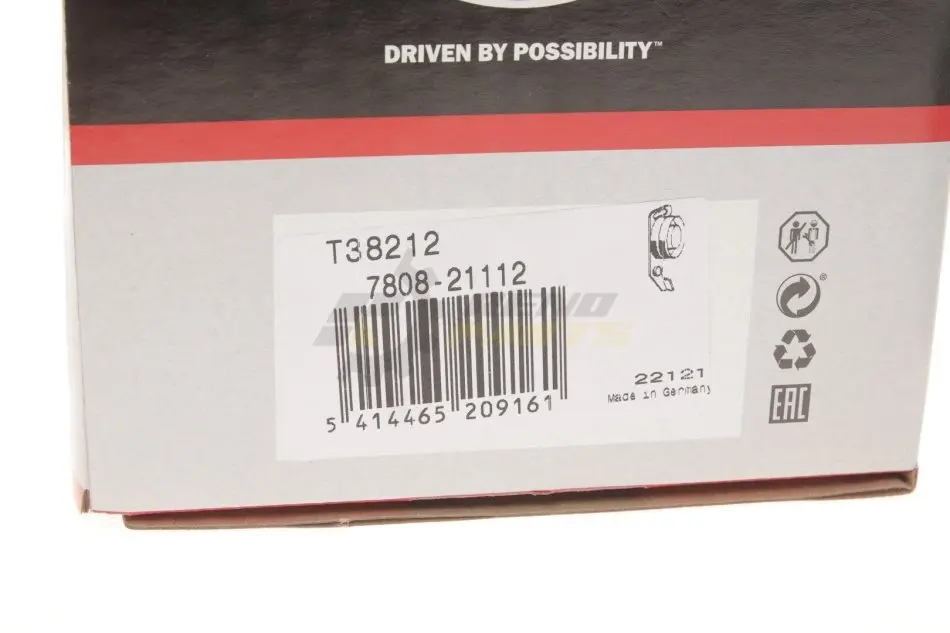 DRIVEN BY POSSIBILITY™
T38212
7808-21112
5 414465 209161
22121
Made in Germany
®
EAC